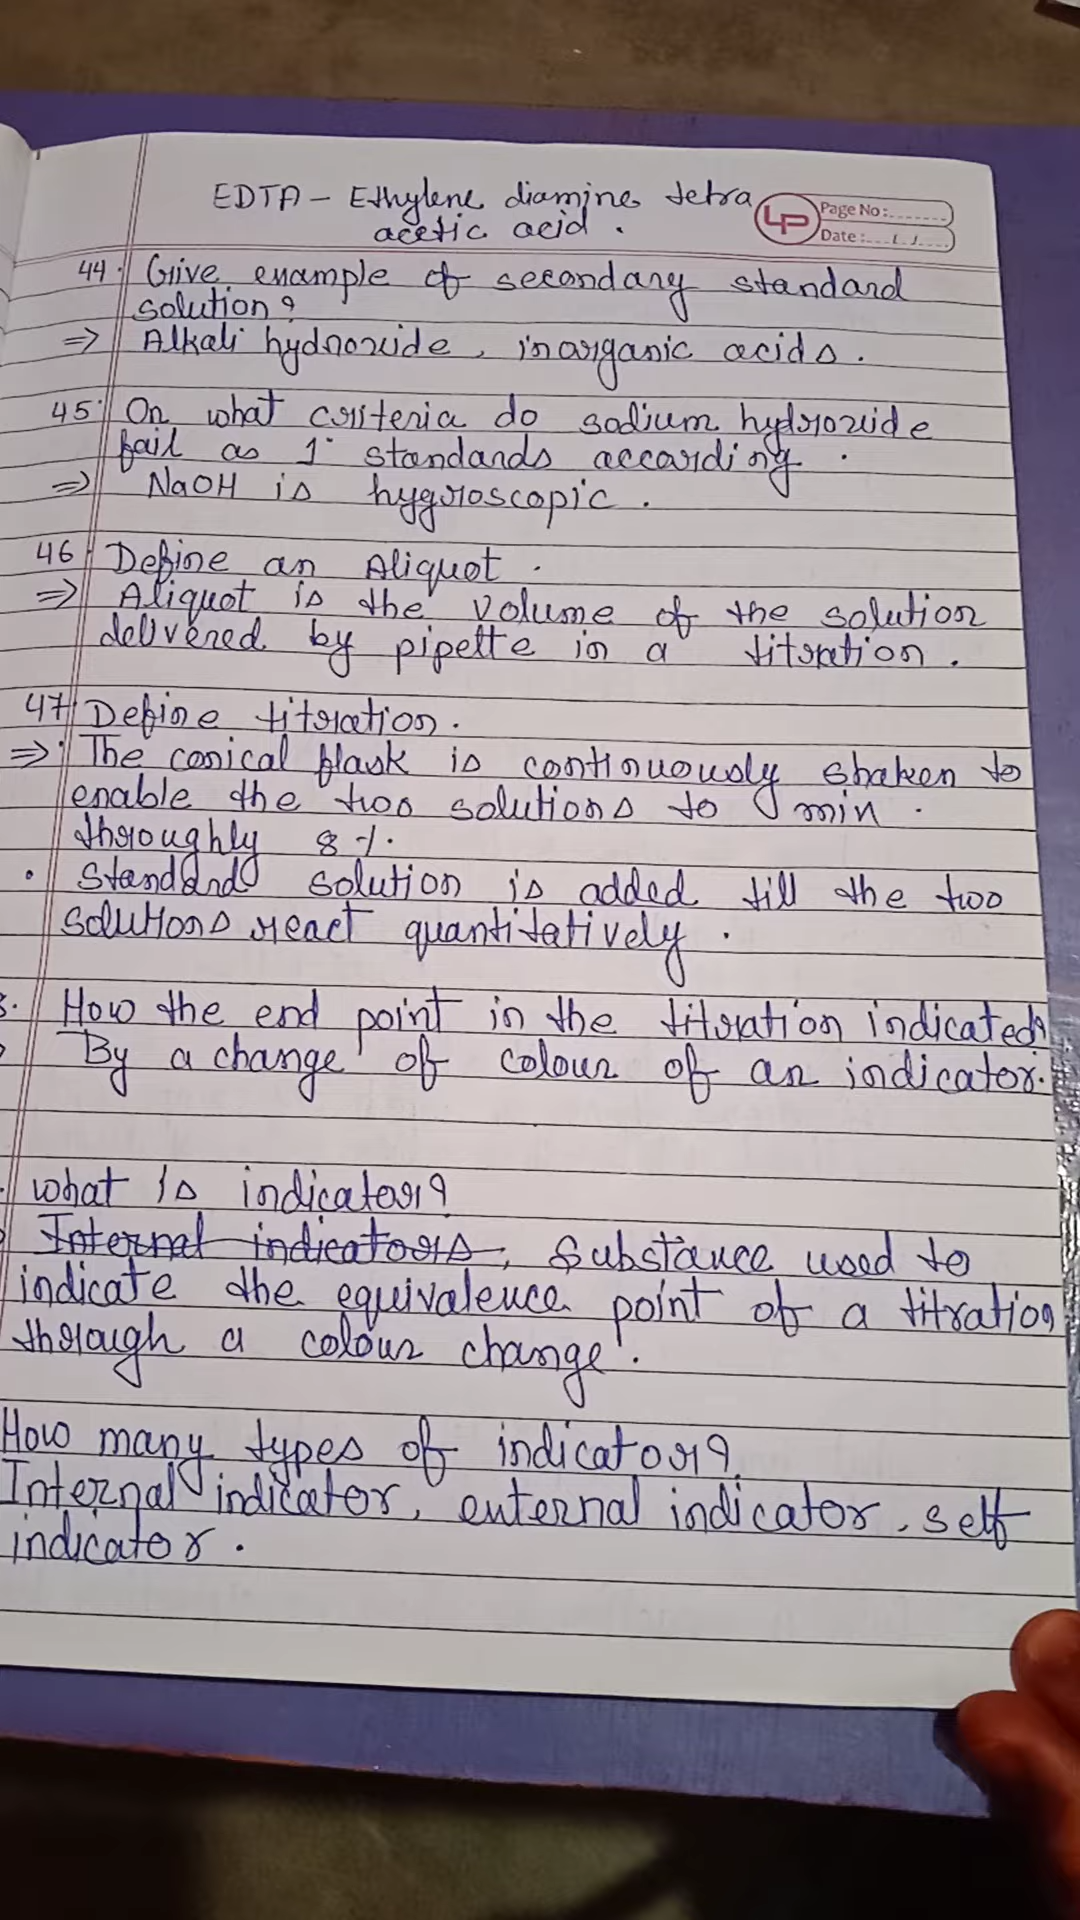 EDTA - Ethylene diamine tetra
acetic acid.
LP
Page No:
Date:
44. Give example of secondary standard
solution?
⇒ Alkali hydroxide, inorganic acids.
45. On what criteria do sodium hydroxide
fail as 1° standards according.
⇒ NaOH is hygroscopic.
46. Define an Aliquot.
⇒ Aliquot is the volume of the solution
delivered by pipette in a titration.
47. Define titration.
⇒ • The conical flask is continuously shaken to
enable the two solutions to mix.
thoroughly &
• Standard solution is added till the two
solutions react quantitatively.
How the end point in the titration indicated?
By a change of colour of an indicator.
what is indicator?
Internal indicators, Substance used to
indicate the equivalence point of a titration
through a colour change.
How many types of indicator?
Internal indicator, external indicator, self
indicator.